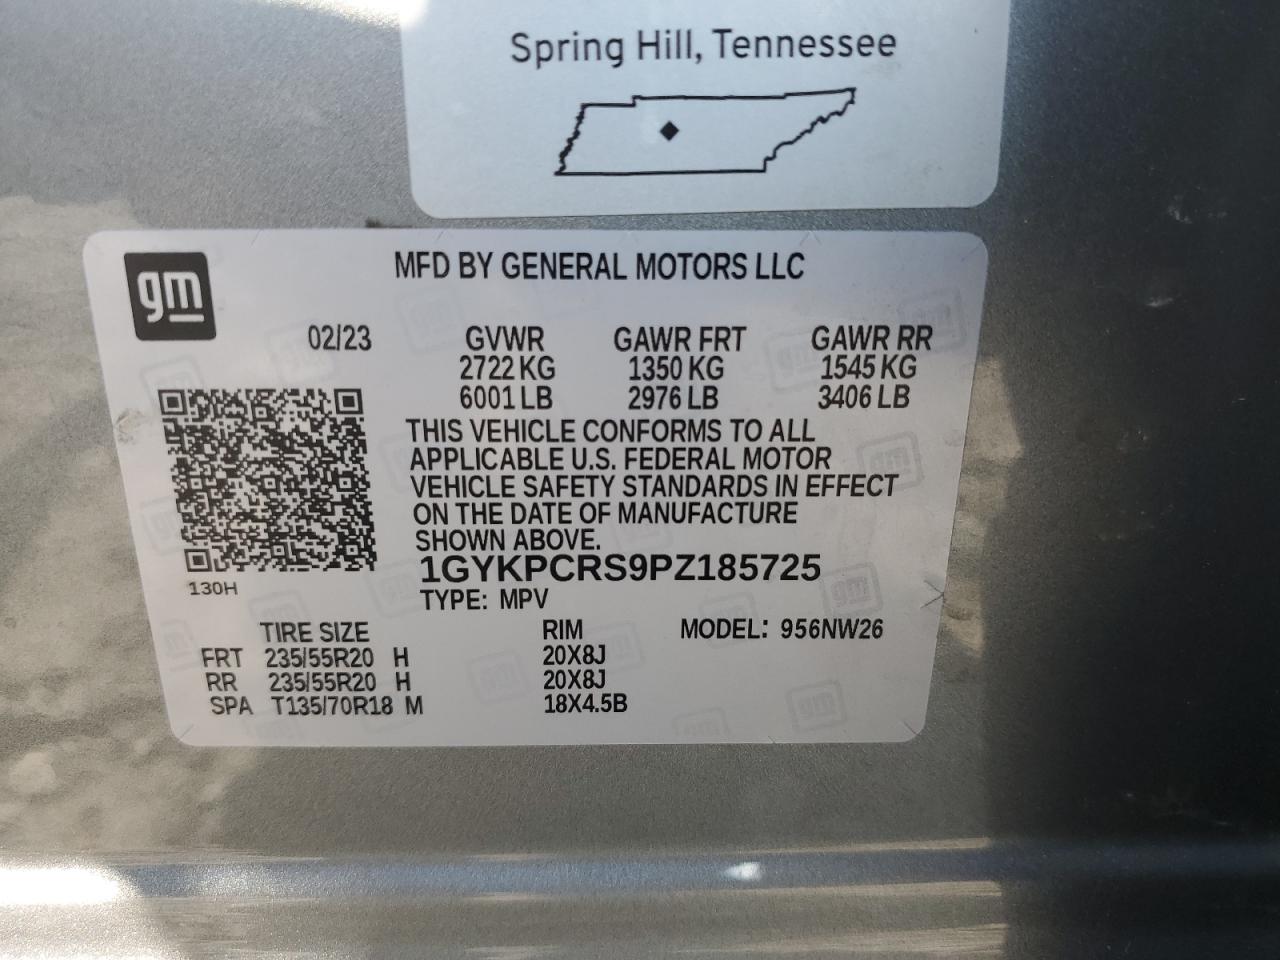 Spring Hill, Tennessee
gm
MFD BY GENERAL MOTORS LLC
02/23 GVWR GAWR FRT GAWR RR
2722 KG 1350 KG 1545 KG
6001 LB 2976 LB 3406 LB
THIS VEHICLE CONFORMS TO ALL
APPLICABLE U.S. FEDERAL MOTOR
VEHICLE SAFETY STANDARDS IN EFFECT
ON THE DATE OF MANUFACTURE
SHOWN ABOVE.
1GYKPCRS9PZ185725
130H
TYPE: MPV
TIRE SIZE RIM MODEL: 956NW26
FRT 235/55R20 H 20X8J
RR 235/55R20 H 20X8J
SPA T135/70R18 M 18X4.5B